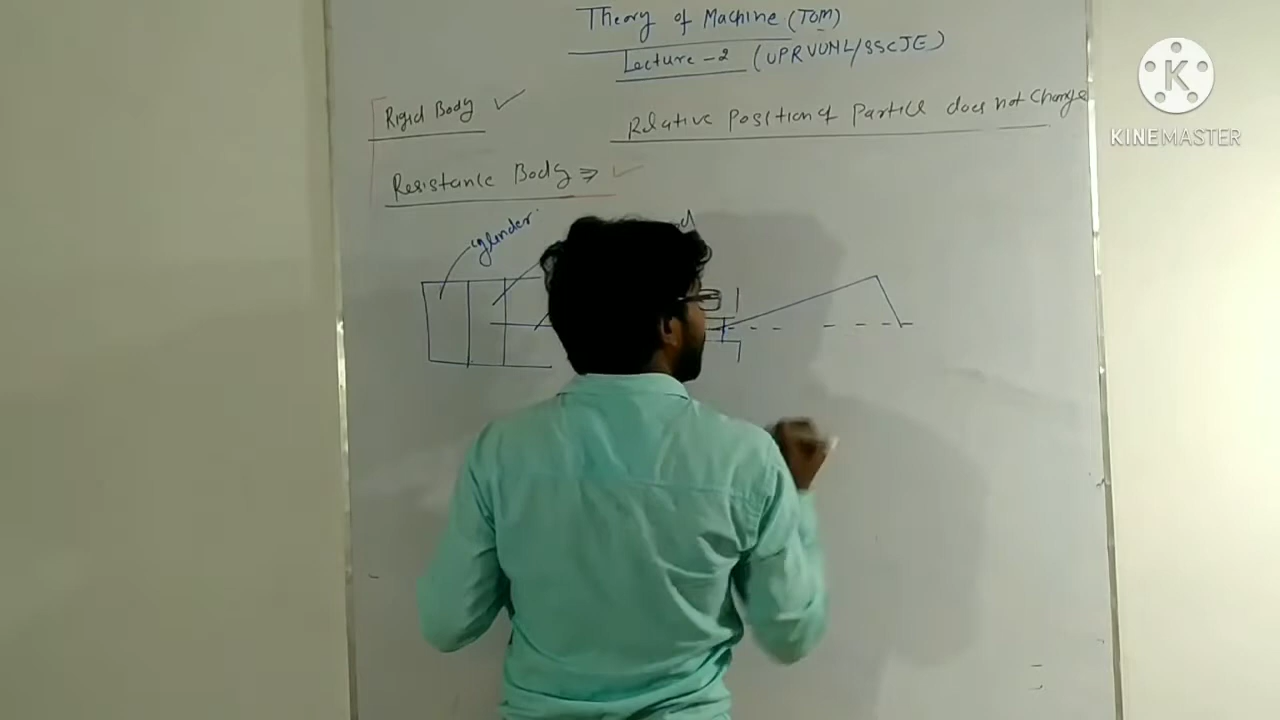 Theory of Machine (TOM)
Lecture - 2 (UPRVUNL/SSCJE)
Rigid Body ✓
Relative Position of Particle does not Change
Resistance Body ⇒ ✓
cylinder
KINEMASTER